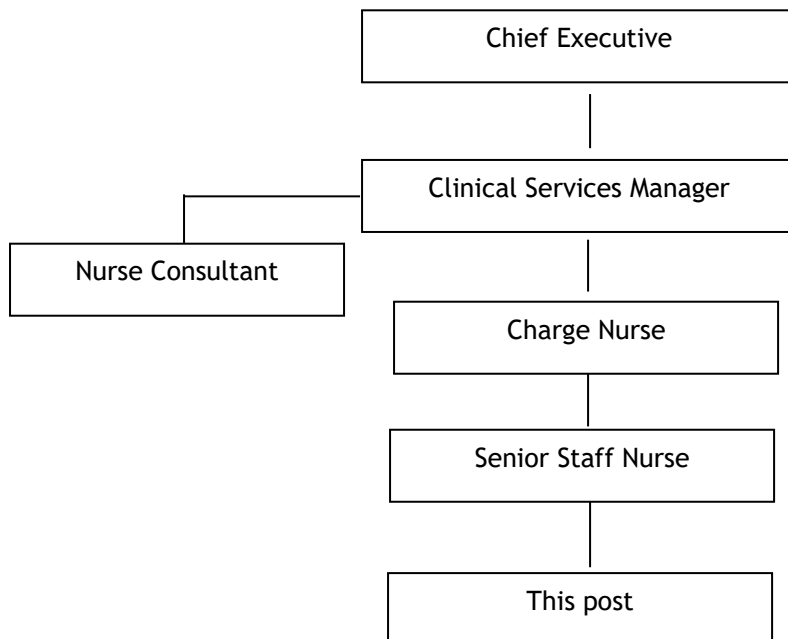 Chief Executive
Clinical Services Manager
Nurse Consultant
Charge Nurse
Senior Staff Nurse
This post